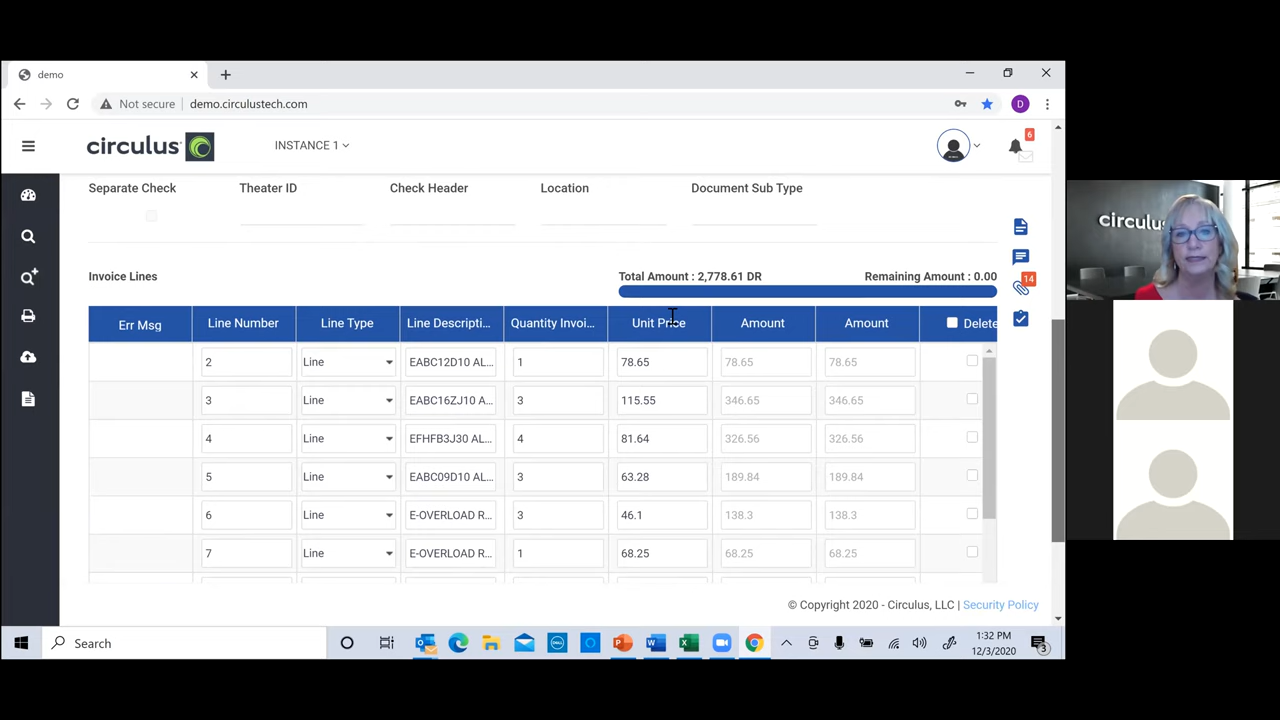 demo
Not secure
demo.circulustech.com
D
circulus
INSTANCE 1
6
Separate Check
Theater ID
Check Header
Location
Document Sub Type
Invoice Lines
Total Amount : 2,778.61 DR
Remaining Amount : 0.00
14
Err Msg
Line Number
Line Type
Line Descripti...
Quantity Invoi...
Unit Price
Amount
Amount
Delete
2
Line
EABC12D10 AL...
1
78.65
78.65
78.65
3
Line
EABC16ZJ10 A...
3
115.55
346.65
346.65
4
Line
EFHFB3J30 AL...
4
81.64
326.56
326.56
5
Line
EABC09D10 AL...
3
63.28
189.84
189.84
6
Line
E-OVERLOAD R...
3
46.1
138.3
138.3
7
Line
E-OVERLOAD R...
1
68.25
68.25
68.25
© Copyright 2020 - Circulus, LLC | Security Policy
Search
1:32 PM
12/3/2020
3